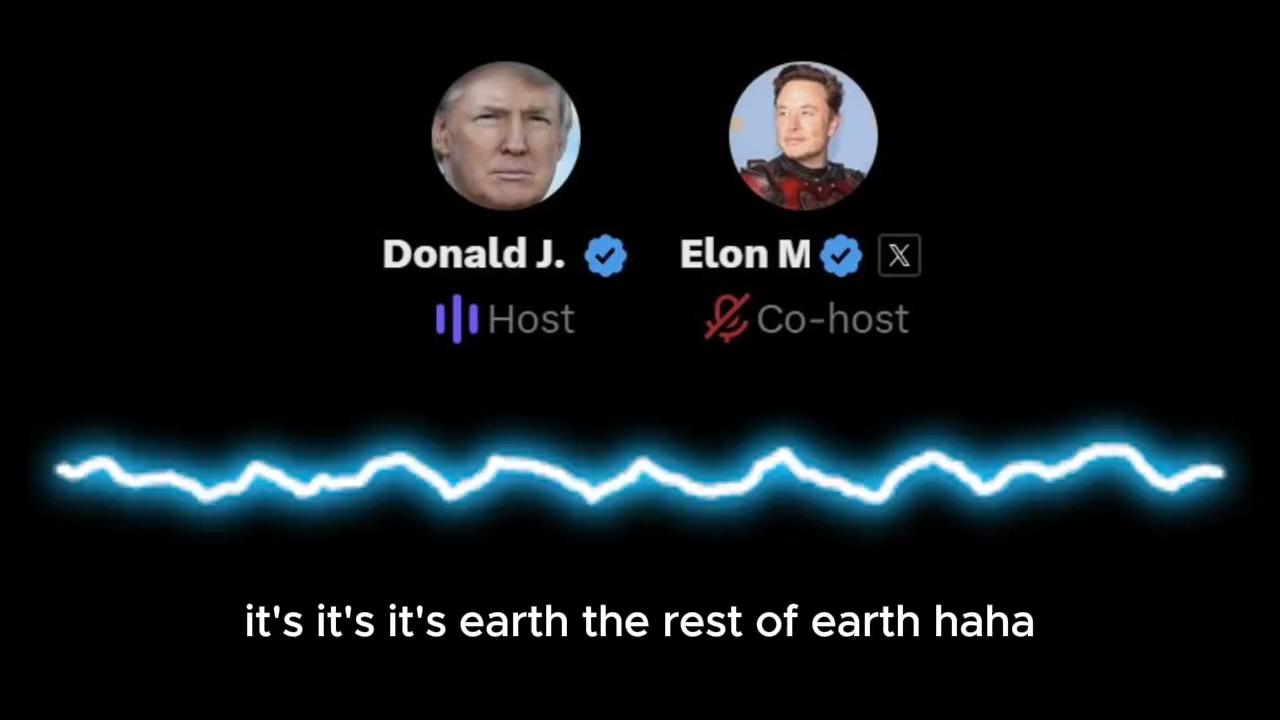 Donald J. Elon M X
Host Co-host
it's it's it's earth the rest of earth haha